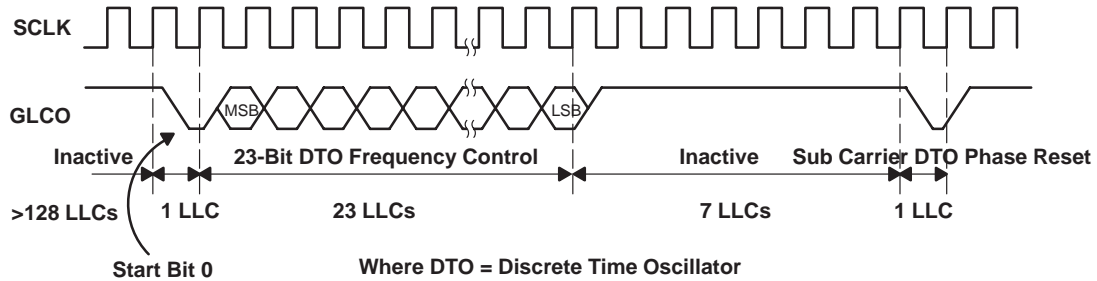 SCLK
GLCO
MSB
LSB
Inactive
23-Bit DTO Frequency Control
Inactive
Sub Carrier DTO Phase Reset
>128 LLCs
1 LLC
23 LLCs
7 LLCs
1 LLC
Start Bit 0
Where DTO = Discrete Time Oscillator